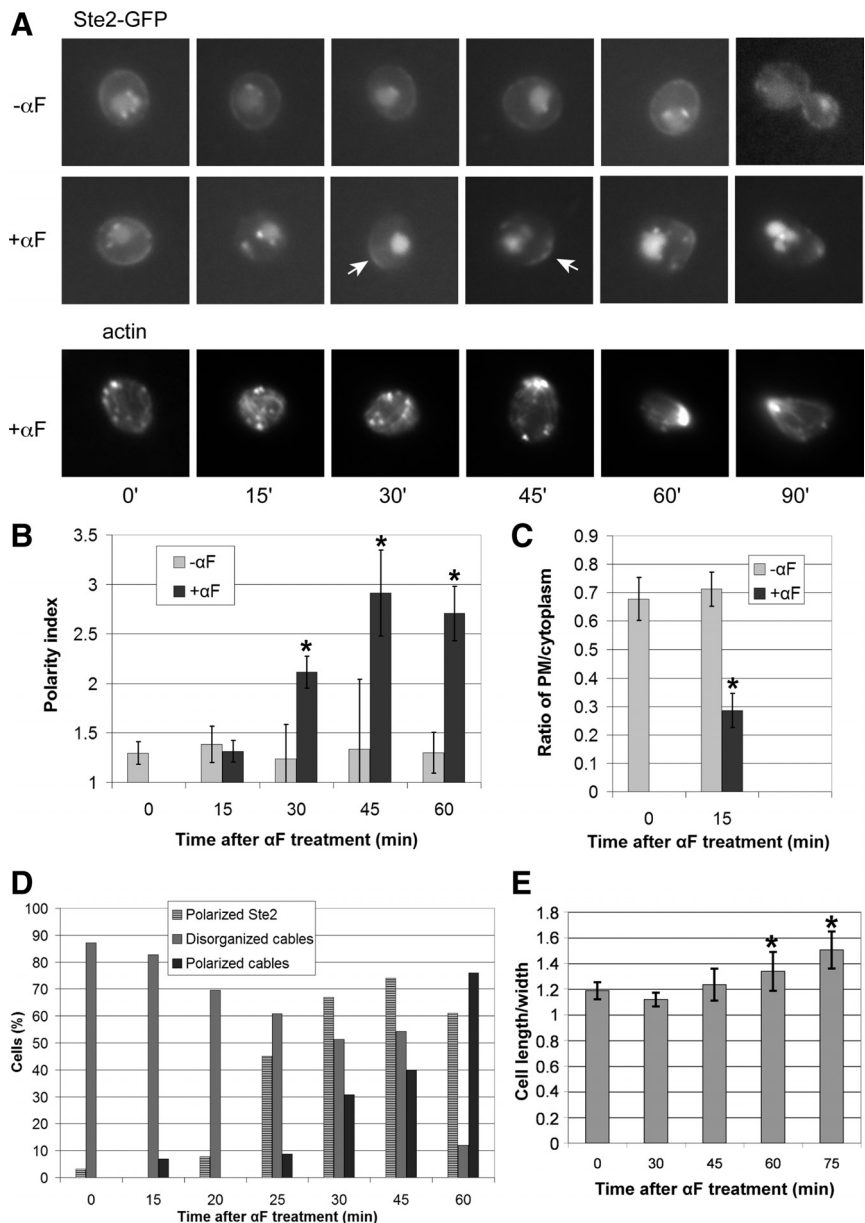 A
Ste2-GFP
-αF
+αF
actin
+αF
0' 15' 30' 45' 60' 90'
B
3.5
3
2.5
2
1.5
1
-αF
+αF
*
*
*
Polarity index
0 15 30 45 60
Time after αF treatment (min)
C
0.9
0.8
0.7
0.6
0.5
0.4
0.3
0.2
0.1
0
-αF
+αF
*
Ratio of PM/cytoplasm
0 15
Time after αF treatment (min)
D
100
90
80
70
60
50
40
30
20
10
0
Polarized Ste2
Disorganized cables
Polarized cables
Cells (%)
0 15 20 25 30 45 60
Time after αF treatment (min)
E
1.8
1.6
1.4
1.2
1
0.8
0.6
0.4
0.2
0
*
*
Cell length/width
0 30 45 60 75
Time after αF treatment (min)